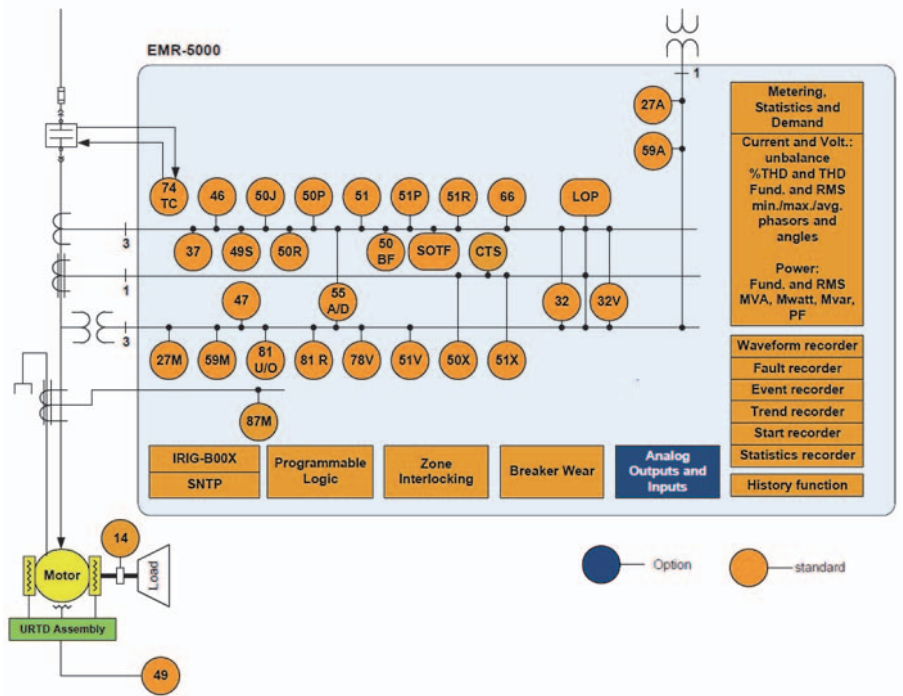 EMR-5000
1
27A
59A
Metering,
Statistics and
Demand
Current and Volt.:
unbalance
%THD and THD
Fund. and RMS
min./max./avg.
phasors and
angles
Power:
Fund. and RMS
MVA, Mwatt, Mvar,
PF
74
TC
46
50J
50P
51
51P
51R
66
LOP
3
37
49S
50R
50
BF
SOTF
CTS
1
47
55
A/D
32
32V
3
27M
59M
81
U/O
81 R
78V
51V
50X
51X
87M
Waveform recorder
Fault recorder
Event recorder
Trend recorder
Start recorder
Statistics recorder
History function
IRIG-B00X
SNTP
Programmable
Logic
Zone
Interlocking
Breaker Wear
Analog
Outputs and
Inputs
14
Motor
Load
URTD Assembly
49
Option
standard